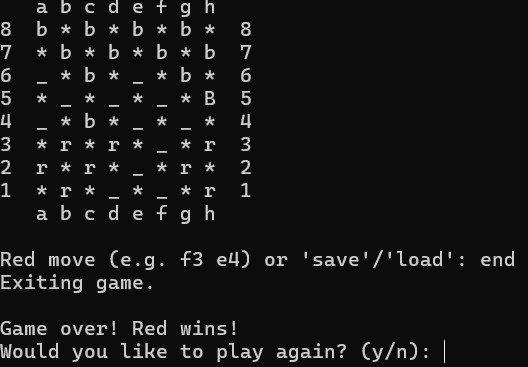 a b c d e f g h
8 b * b * b * b * 8
7 * b * b * b * b 7
6 _ * b * _ * b * 6
5 * _ * _ * _ * B 5
4 _ * b * _ * _ * 4
3 * r * r * _ * r 3
2 r * r * _ * r * 2
1 * r * _ * _ * r 1
a b c d e f g h
Red move (e.g. f3 e4) or 'save'/'load': end
Exiting game.
Game over! Red wins!
Would you like to play again? (y/n):